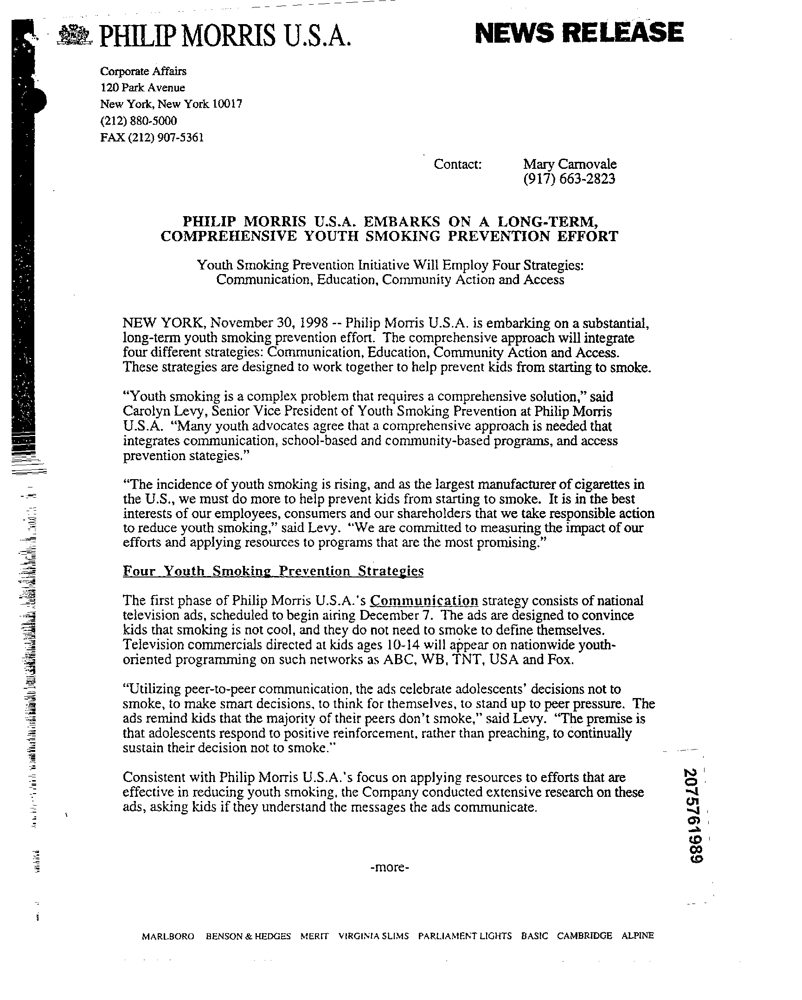 PHILIP MORRIS U.S.A.
NEWS RELEASE
Corporate Affairs
120 Park Avenue
New York, New York 10017
(212) 880-5000
FAX (212) 907-5361
Contact: Mary Carnovale
(917) 663-2823
PHILIP MORRIS U.S.A. EMBARKS ON A LONG-TERM,
COMPREHENSIVE YOUTH SMOKING PREVENTION EFFORT
Youth Smoking Prevention Initiative Will Employ Four Strategies:
Communication, Education, Community Action and Access
NEW YORK, November 30, 1998 -- Philip Morris U.S.A. is embarking on a substantial,
long-term youth smoking prevention effort. The comprehensive approach will integrate
four different strategies: Communication, Education, Community Action and Access.
These strategies are designed to work together to help prevent kids from starting to smoke.
“Youth smoking is a complex problem that requires a comprehensive solution,” said
Carolyn Levy, Senior Vice President of Youth Smoking Prevention at Philip Morris
U.S.A. “Many youth advocates agree that a comprehensive approach is needed that
integrates communication, school-based and community-based programs, and access
prevention stategies.”
“The incidence of youth smoking is rising, and as the largest manufacturer of cigarettes in
the U.S., we must do more to help prevent kids from starting to smoke. It is in the best
interests of our employees, consumers and our shareholders that we take responsible action
to reduce youth smoking,” said Levy. “We are committed to measuring the impact of our
efforts and applying resources to programs that are the most promising.”
Four Youth Smoking Prevention Strategies
The first phase of Philip Morris U.S.A.'s Communication strategy consists of national
television ads, scheduled to begin airing December 7. The ads are designed to convince
kids that smoking is not cool, and they do not need to smoke to define themselves.
Television commercials directed at kids ages 10-14 will appear on nationwide youth-
oriented programming on such networks as ABC, WB, TNT, USA and Fox.
“Utilizing peer-to-peer communication, the ads celebrate adolescents' decisions not to
smoke, to make smart decisions, to think for themselves, to stand up to peer pressure. The
ads remind kids that the majority of their peers don't smoke,” said Levy. “The premise is
that adolescents respond to positive reinforcement, rather than preaching, to continually
sustain their decision not to smoke.”
Consistent with Philip Morris U.S.A.'s focus on applying resources to efforts that are
effective in reducing youth smoking, the Company conducted extensive research on these
ads, asking kids if they understand the messages the ads communicate.
2075761989
-more-
MARLBORO BENSON & HEDGES MERIT VIRGINIA SLIMS PARLIAMENT LIGHTS BASIC CAMBRIDGE ALPINE